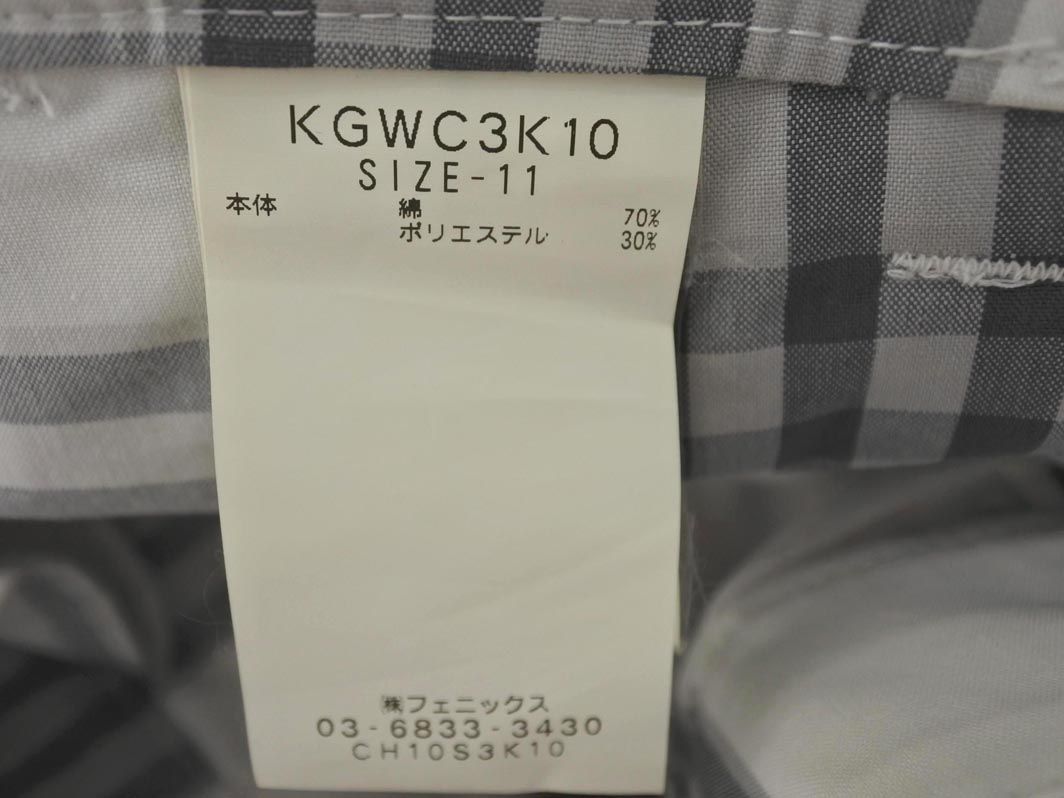 KGWC3K10
SIZE-11
本体 綿 70%
ポリエステル 30%
㈱フェニックス
03-6833-3430
CH10S3K10